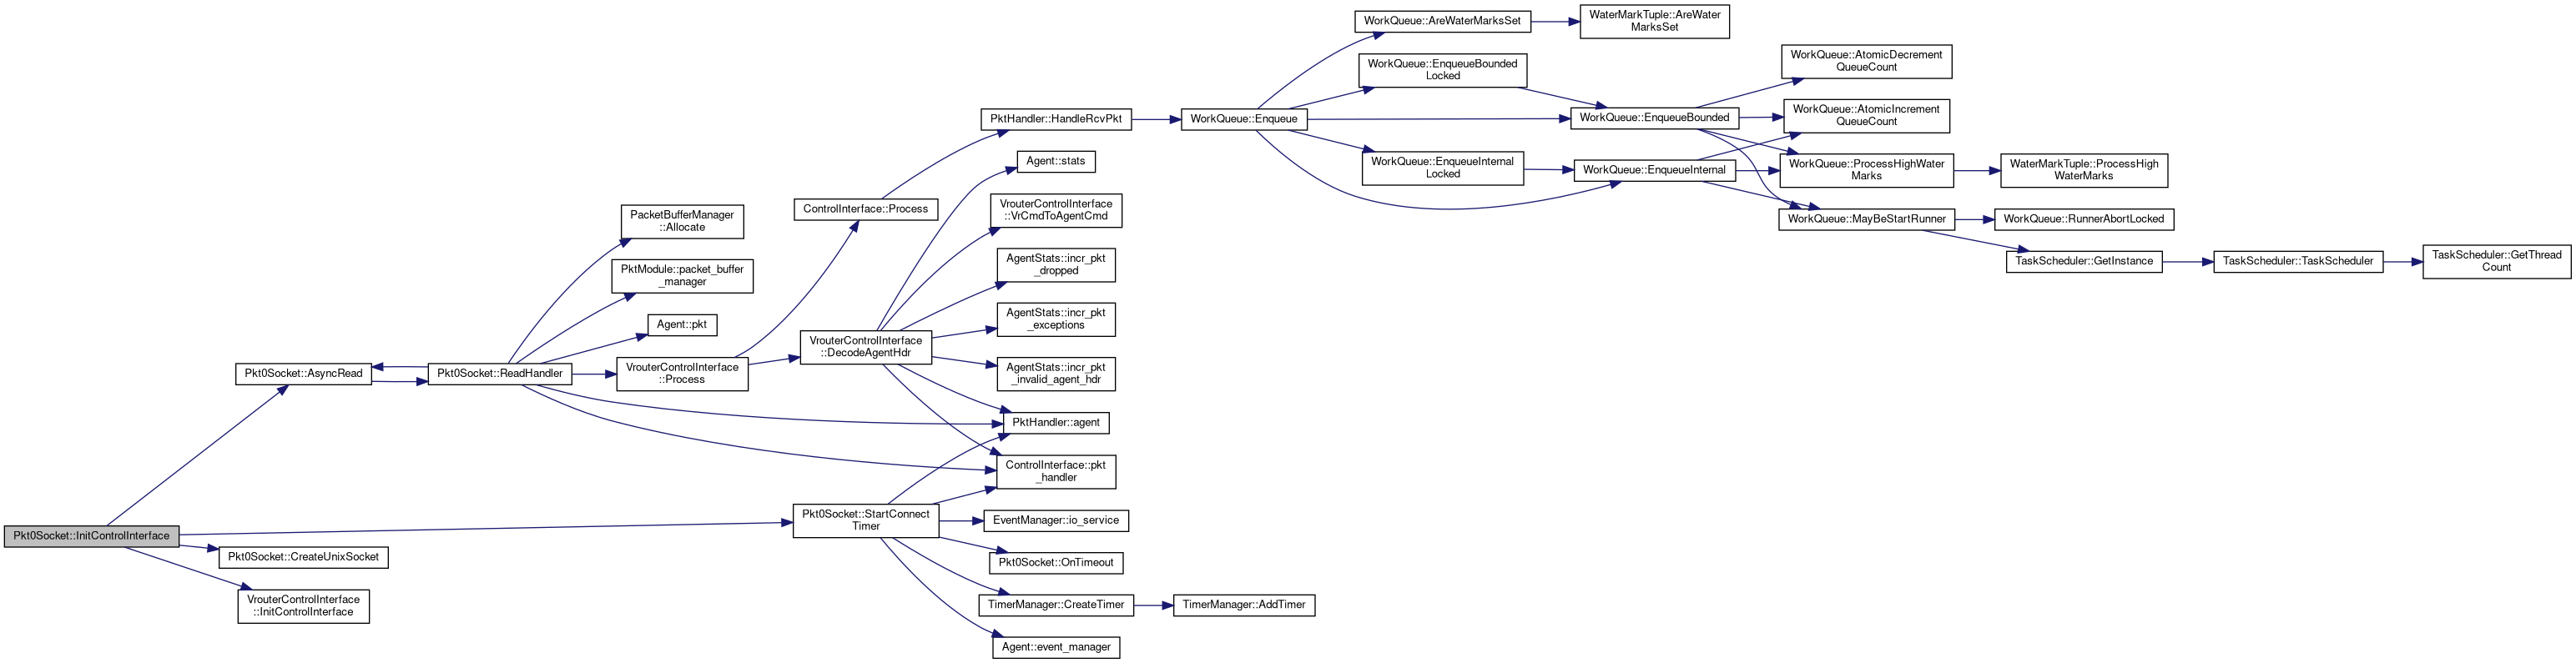 Pkt0Socket::InitControlInterface
Pkt0Socket::AsyncRead
Pkt0Socket::CreateUnixSocket
VrouterControlInterface
::InitControlInterface
Pkt0Socket::ReadHandler
PacketBufferManager
::Allocate
PktModule::packet_buffer
_manager
Agent::pkt
VrouterControlInterface
::Process
ControlInterface::Process
VrouterControlInterface
::DecodeAgentHdr
Pkt0Socket::StartConnect
Timer
PktHandler::HandleRcvPkt
Agent::stats
VrouterControlInterface
::VrCmdToAgentCmd
AgentStats::incr_pkt
_dropped
AgentStats::incr_pkt
_exceptions
AgentStats::incr_pkt
_invalid_agent_hdr
PktHandler::agent
ControlInterface::pkt
_handler
EventManager::io_service
Pkt0Socket::OnTimeout
TimerManager::CreateTimer
Agent::event_manager
TimerManager::AddTimer
WorkQueue::Enqueue
WorkQueue::AreWaterMarksSet
WorkQueue::EnqueueBounded
Locked
WorkQueue::EnqueueInternal
Locked
WaterMarkTuple::AreWater
MarksSet
WorkQueue::EnqueueBounded
WorkQueue::EnqueueInternal
WorkQueue::AtomicDecrement
QueueCount
WorkQueue::AtomicIncrement
QueueCount
WorkQueue::ProcessHighWater
Marks
WorkQueue::MayBeStartRunner
WaterMarkTuple::ProcessHigh
WaterMarks
WorkQueue::RunnerAbortLocked
TaskScheduler::GetInstance
TaskScheduler::TaskScheduler
TaskScheduler::GetThread
Count